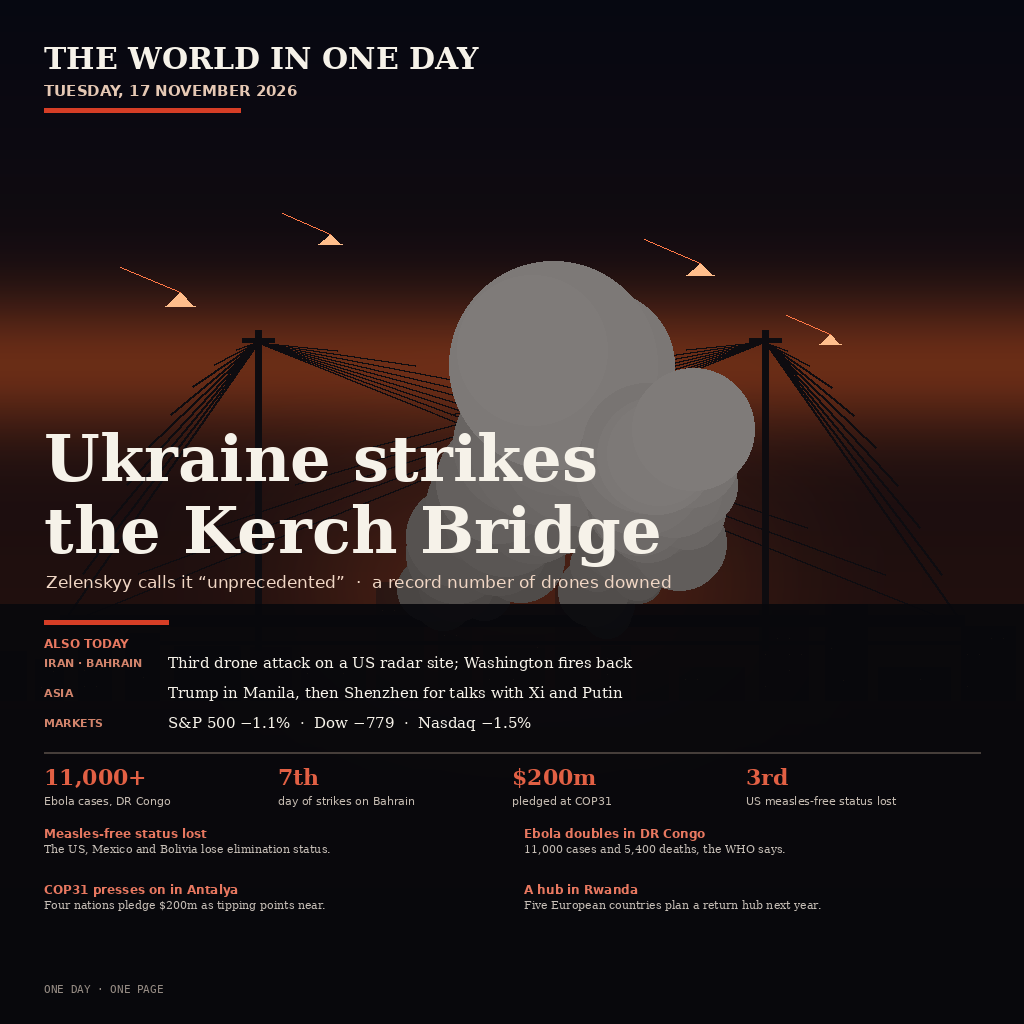 THE WORLD IN ONE DAY
TUESDAY, 17 NOVEMBER 2026
Ukraine strikes
the Kerch Bridge
Zelenskyy calls it “unprecedented” · a record number of drones downed
ALSO TODAY
IRAN · BAHRAIN Third drone attack on a US radar site; Washington fires back
ASIA Trump in Manila, then Shenzhen for talks with Xi and Putin
MARKETS S&P 500 −1.1% · Dow −779 · Nasdaq −1.5%
11,000+ 7th $200m 3rd
Ebola cases, DR Congo day of strikes on Bahrain pledged at COP31 US measles-free status lost
Measles-free status lost Ebola doubles in DR Congo
The US, Mexico and Bolivia lose elimination status. 11,000 cases and 5,400 deaths, the WHO says.
COP31 presses on in Antalya A hub in Rwanda
Four nations pledge $200m as tipping points near. Five European countries plan a return hub next year.
ONE DAY · ONE PAGE